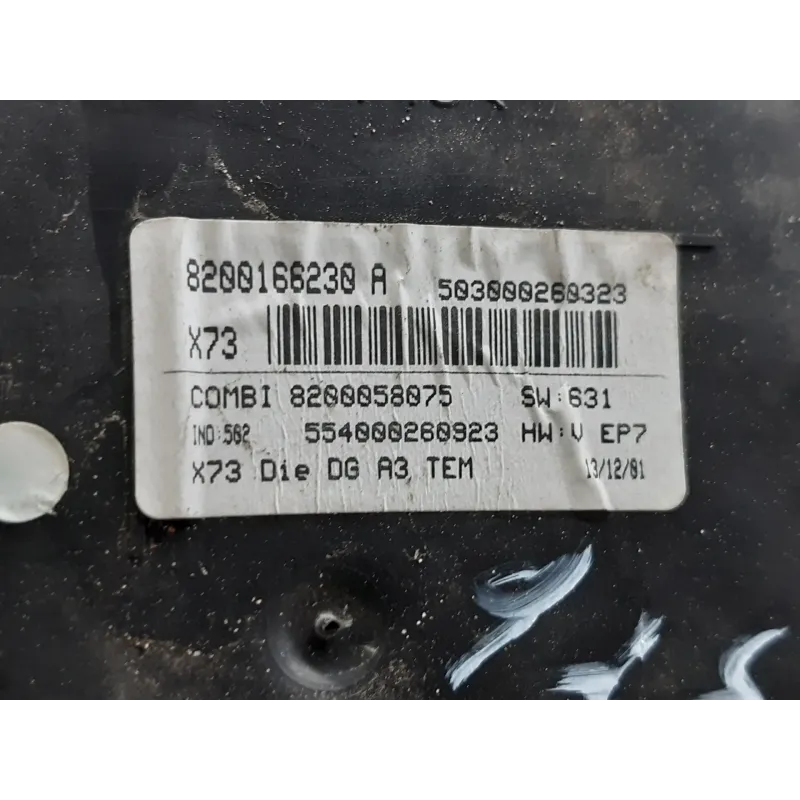 8200166230 A 503000260323
X73
COMBI 8200058075 SW:631
IND:562 554000260923 HW:V EP7
X73 Die DG A3 TEM 13/12/01